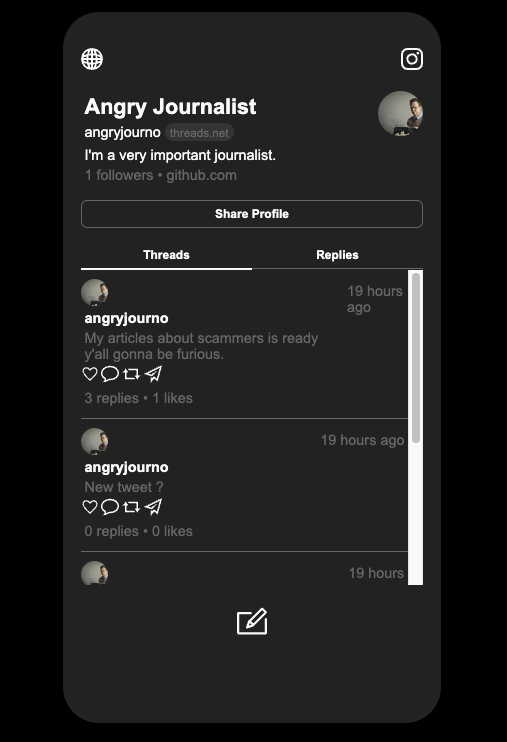 Angry Journalist
angryjourno threads.net
I'm a very important journalist.
1 followers • github.com
Share Profile
Threads Replies
19 hours
ago
angryjourno
My articles about scammers is ready
y'all gonna be furious.
3 replies • 1 likes
19 hours ago
angryjourno
New tweet ?
0 replies • 0 likes
19 hours